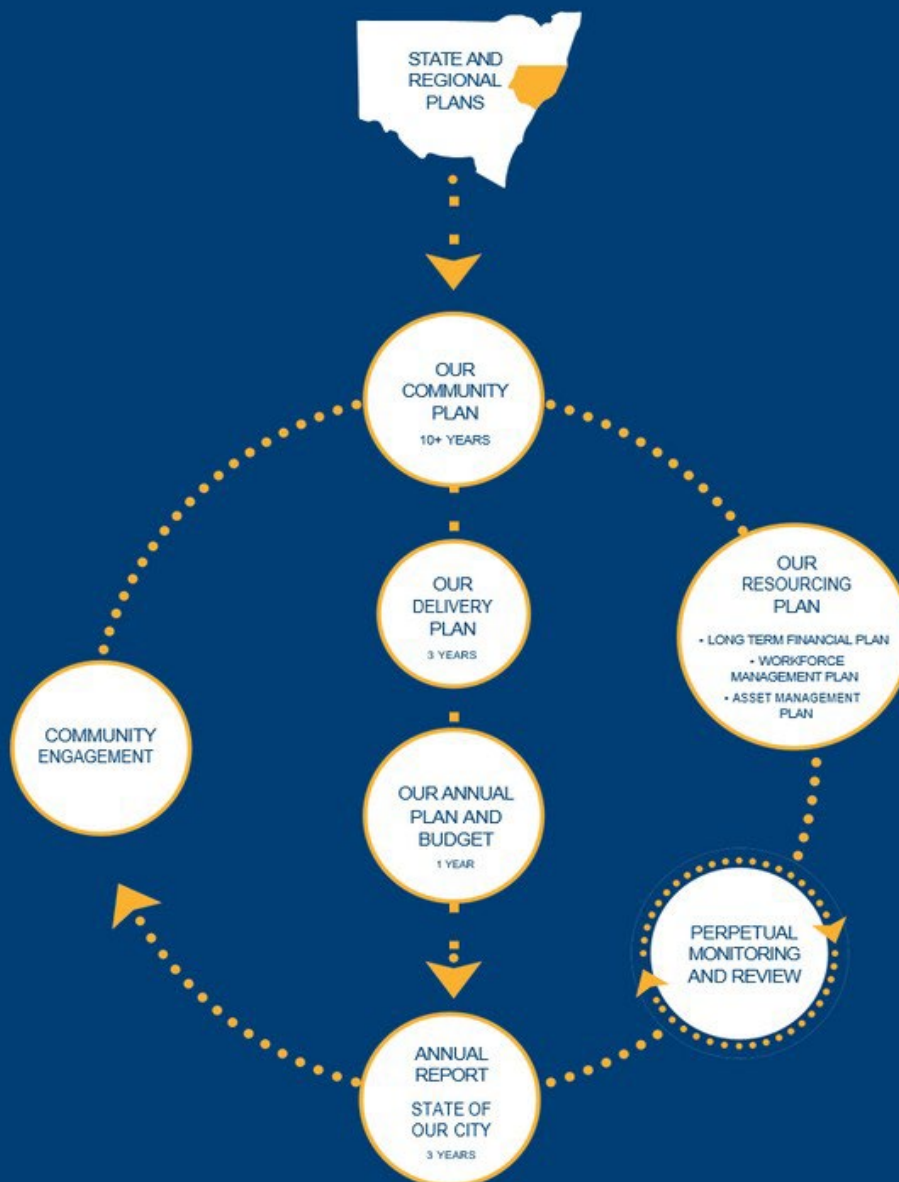 STATE AND
REGIONAL
PLANS
OUR
COMMUNITY
PLAN
10+ YEARS
OUR
DELIVERY
PLAN
3 YEARS
OUR
RESOURCING
PLAN
• LONG TERM FINANCIAL PLAN
• WORKFORCE
MANAGEMENT PLAN
• ASSET MANAGEMENT
PLAN
COMMUNITY
ENGAGEMENT
OUR ANNUAL
PLAN AND
BUDGET
1 YEAR
PERPETUAL
MONITORING
AND REVIEW
ANNUAL
REPORT
STATE OF
OUR CITY
3 YEARS